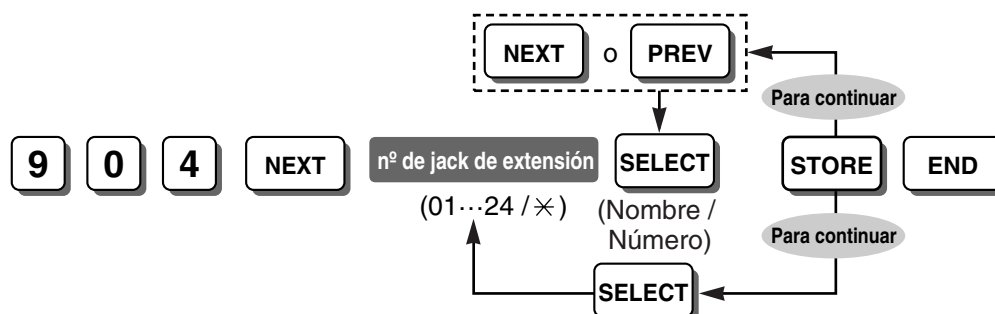 NEXT o PREV
Para continuar
9 0 4 NEXT nº de jack de extensión SELECT STORE END
(01···24 / ✳) (Nombre / Número)
Para continuar
SELECT